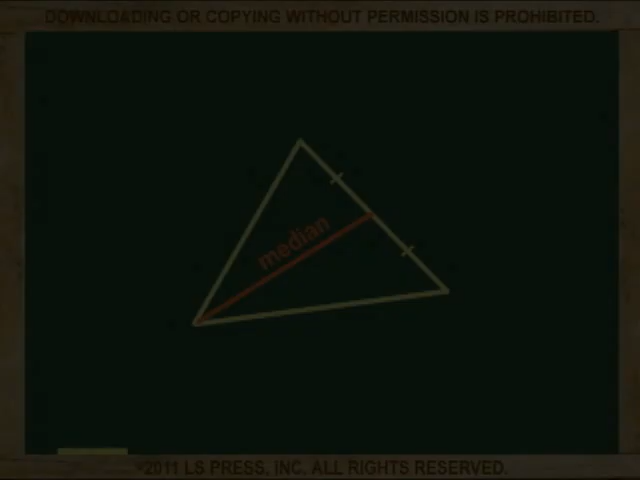 DOWNLOADING OR COPYING WITHOUT PERMISSION IS PROHIBITED.
median
©2011 LS PRESS, INC. ALL RIGHTS RESERVED.